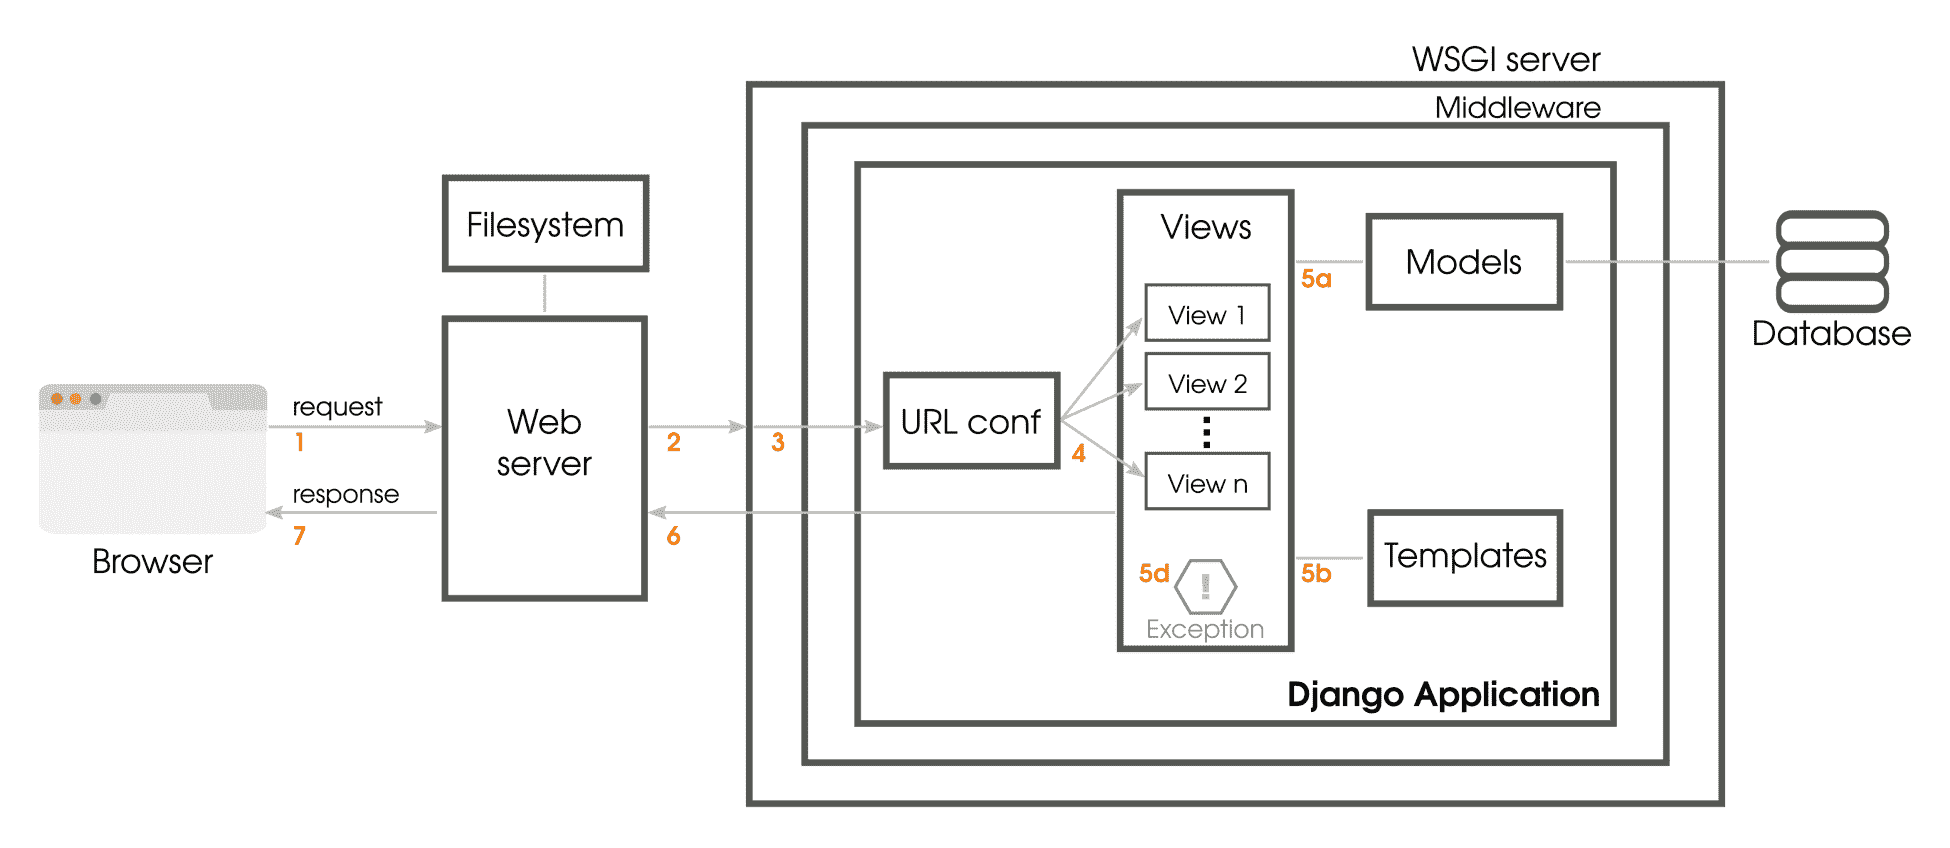 WSGI server
Middleware
Filesystem
Views
Models
5a
View 1
Database
View 2
request
1
Web
server
2
3
URL conf
4
View n
response
7
6
Browser
5d
!
Exception
5b
Templates
Django Application